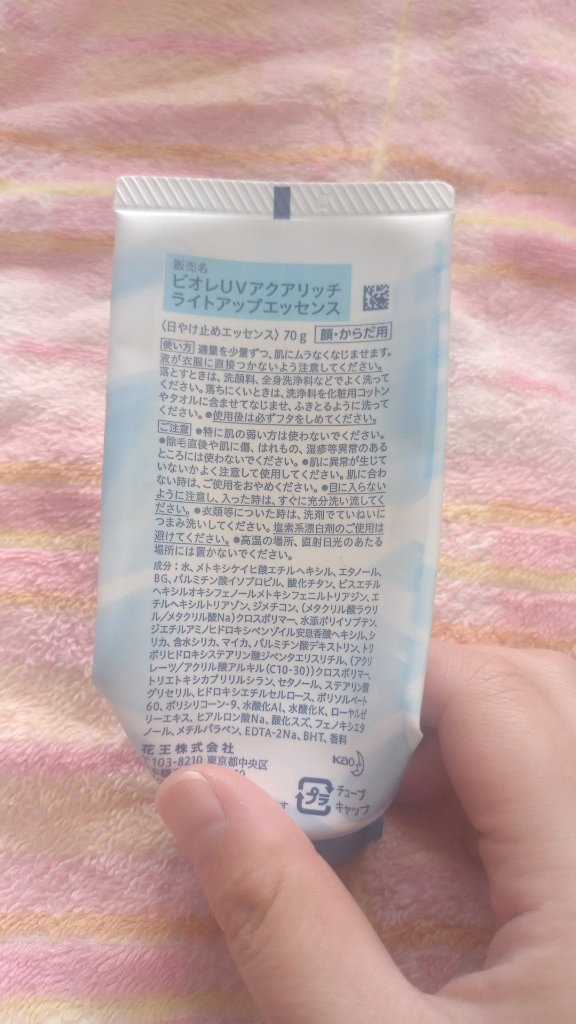 販売名
ビオレUVアクアリッチ
ライトアップエッセンス
〈日やけ止めエッセンス〉70g 顔・からだ用
使い方 適量を少量ずつ、肌にムラなくなじませます。
液が衣服に直接つかないよう注意してください。
落とすときは、洗顔料、全身洗浄料などでよく洗って
ください。落ちにくいときは、洗浄料を化粧用コットン
やタオルに含ませてなじませ、ふきとるように洗って
ください。●使用後は必ずフタをしめてください。
ご注意 ●特に肌の弱い方は使わないでください。
●除毛直後や肌に傷、はれもの、湿疹等異常のある
ところには使わないでください。●肌に異常が生じて
いないかよく注意して使用してください。肌に合わ
ない時は、ご使用をおやめください。●目に入らない
ように注意し、入った時は、すぐに充分洗い流してく
ださい。●衣類等についた時は、洗剤でていねいに
つまみ洗いしてください。塩素系漂白剤のご使用は
避けてください。●高温の場所、直射日光のあたる
場所には置かないでください。
成分:水、メトキシケイヒ酸エチルヘキシル、エタノール、
BG、パルミチン酸イソプロピル、酸化チタン、ビスエチル
ヘキシルオキシフェノールメトキシフェニルトリアジン、エ
チルヘキシルトリアゾン、ジメチコン、(メタクリル酸ラウリ
ル/メタクリル酸Na)クロスポリマー、水添ポリイソブテン、
ジエチルアミノヒドロキシベンゾイル安息香酸ヘキシル、シ
リカ、含水シリカ、マイカ、パルミチン酸デキストリン、トリ
ポリヒドロキシステアリン酸ジペンタエリスリチル、(アクリ
レーツ/アクリル酸アルキル(C10-30))クロスポリマー、
トリエトキシカプリリルシラン、セタノール、ステアリン酸
グリセリル、ヒドロキシエチルセルロース、ポリソルベート
60、ポリシリコーン-9、水酸化Al、水酸化K、ローヤルゼ
リーエキス、ヒアルロン酸Na、酸化スズ、フェノキシエタ
ノール、メチルパラベン、EDTA-2Na、BHT、香料
花王株式会社
〒103-8210 東京都中央区
Kao
プラ
チューブ
キャップ